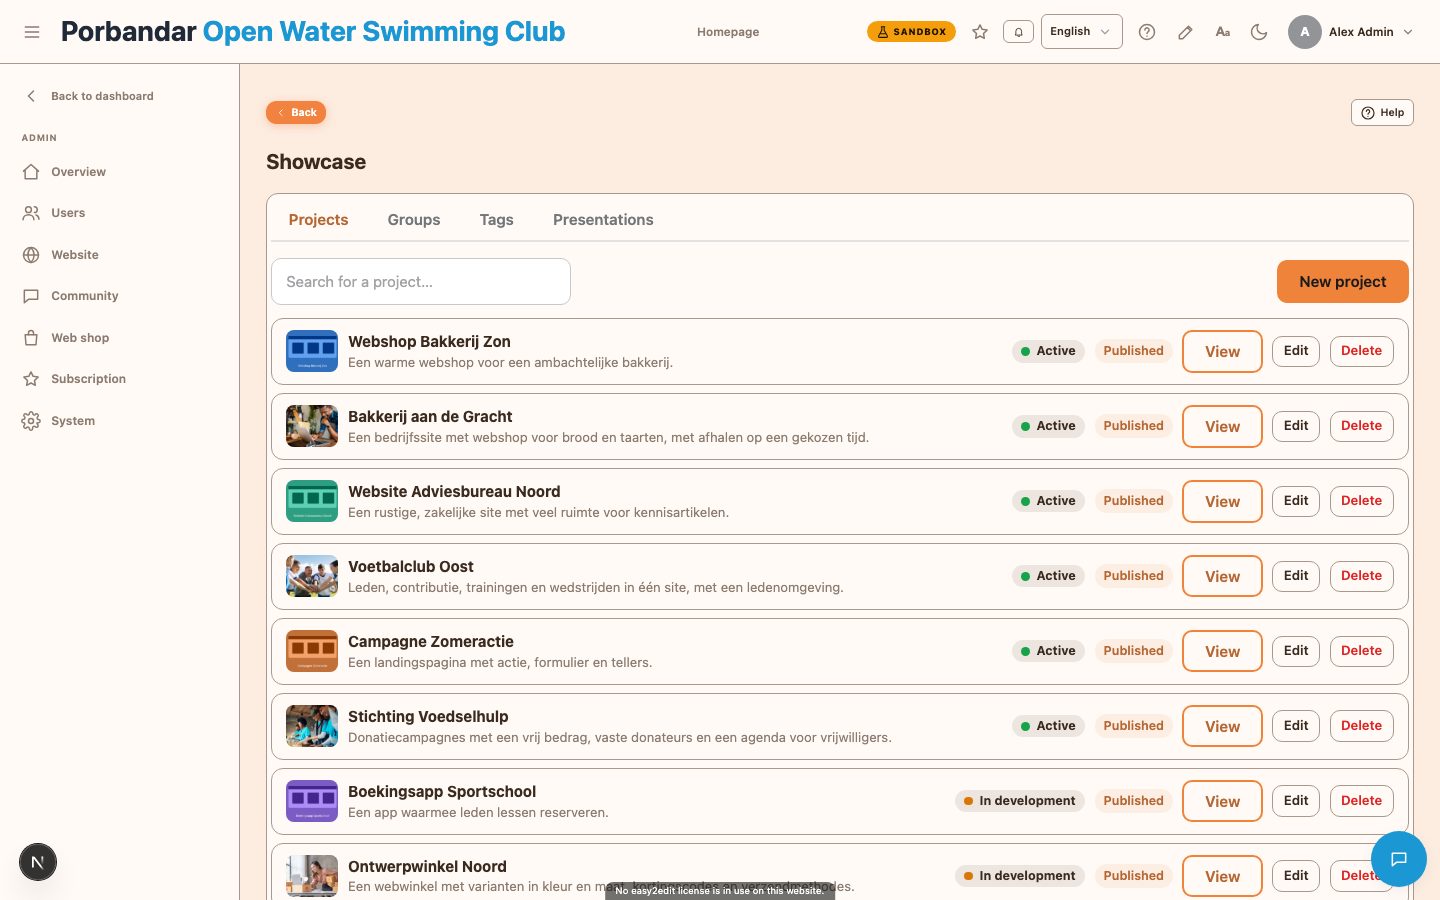 Porbandar Open Water Swimming Club
Homepage
SANDBOX
English
A
Alex Admin
Back to dashboard
ADMIN
Overview
Users
Website
Community
Web shop
Subscription
System
Back
Help
Showcase
Projects Groups Tags Presentations
Search for a project...
New project
Webshop Bakkerij Zon
Een warme webshop voor een ambachtelijke bakkerij.
Active Published View Edit Delete
Bakkerij aan de Gracht
Een bedrijfssite met webshop voor brood en taarten, met afhalen op een gekozen tijd.
Active Published View Edit Delete
Website Adviesbureau Noord
Een rustige, zakelijke site met veel ruimte voor kennisartikelen.
Active Published View Edit Delete
Voetbalclub Oost
Leden, contributie, trainingen en wedstrijden in één site, met een ledenomgeving.
Active Published View Edit Delete
Campagne Zomeractie
Een landingspagina met actie, formulier en tellers.
Active Published View Edit Delete
Stichting Voedselhulp
Donatiecampagnes met een vrij bedrag, vaste donateurs en een agenda voor vrijwilligers.
Active Published View Edit Delete
Boekingsapp Sportschool
Een app waarmee leden lessen reserveren.
In development Published View Edit Delete
Ontwerpwinkel Noord
Een webwinkel met varianten in kleur en maat, kortingscodes en verzendmethodes.
In development Published View Edit Delete
No easy2edit license is in use on this website.
N